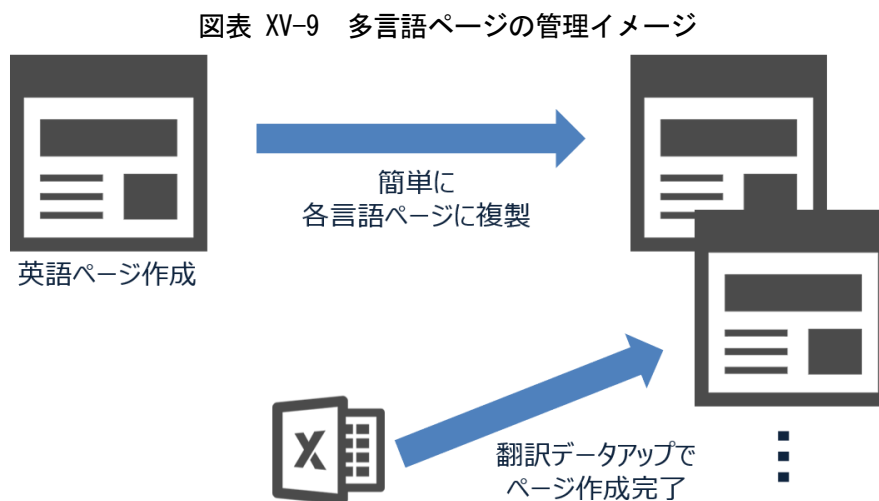 図表 XV-9 多言語ページの管理イメージ
簡単に
各言語ページに複製
英語ページ作成
X
翻訳データアップで
ページ作成完了